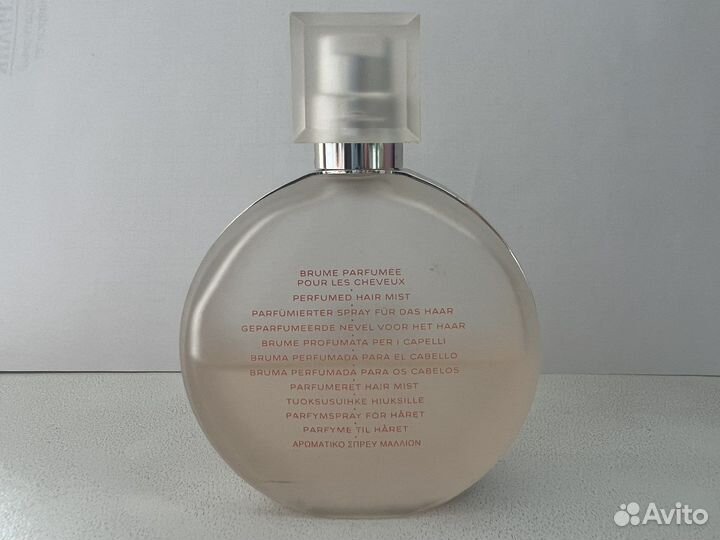 BRUME PARFUMÉE
POUR LES CHEVEUX
PERFUMED HAIR MIST
PARFÜMIERTER SPRAY FÜR DAS HAAR
GEPARFUMEERDE NEVEL VOOR HET HAAR
BRUME PROFUMATA PER I CAPELLI
BRUMA PERFUMADA PARA EL CABELLO
BRUMA PERFUMADA PARA OS CABELOS
PARFUMERET HAIR MIST
TUOKSUSUIHKE HIUKSILLE
PARFYMSPRAY FÖR HÅRET
PARFYME TIL HÅRET
ΑΡΩΜΑΤΙΚΟ ΣΠΡΕΥ ΜΑΛΛΙΩΝ
Avito